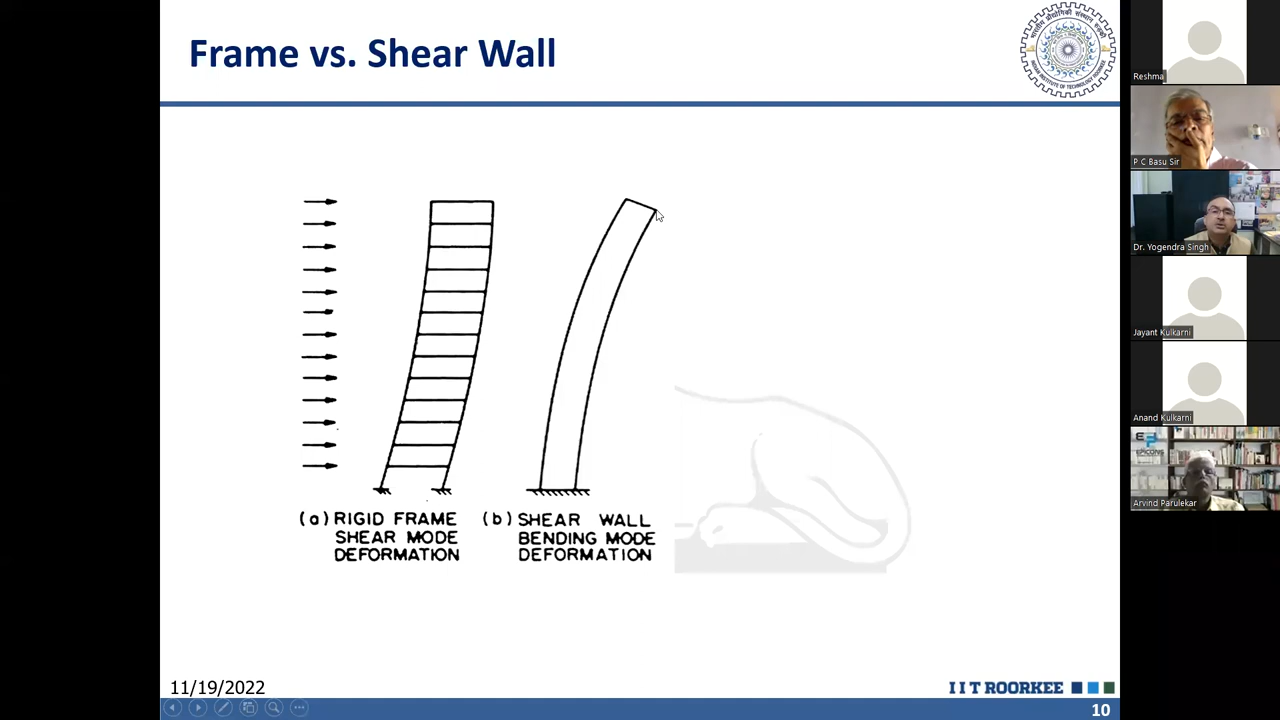 Frame vs. Shear Wall
(a) RIGID FRAME
SHEAR MODE
DEFORMATION
(b) SHEAR WALL
BENDING MODE
DEFORMATION
11/19/2022
I I T ROORKEE
10
Reshma
P C Basu Sir
Dr. Yogendra Singh
Jayant Kulkarni
Anand Kulkarni
Arvind Parulekar